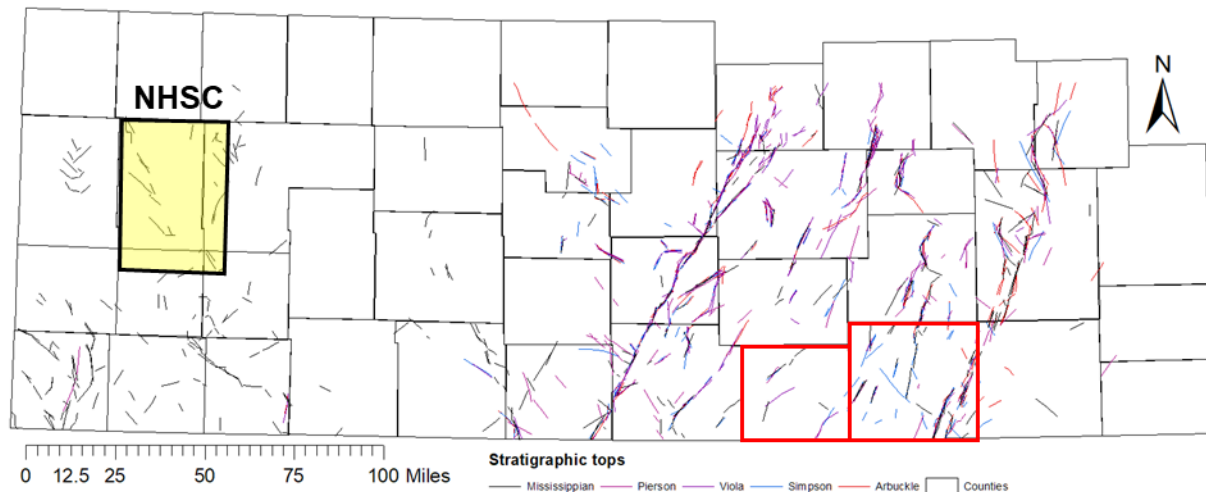 NHSC
N
0 12.5 25 50 75 100 Miles
Stratigraphic tops
Mississippian Pierson Viola Simpson Arbuckle Counties